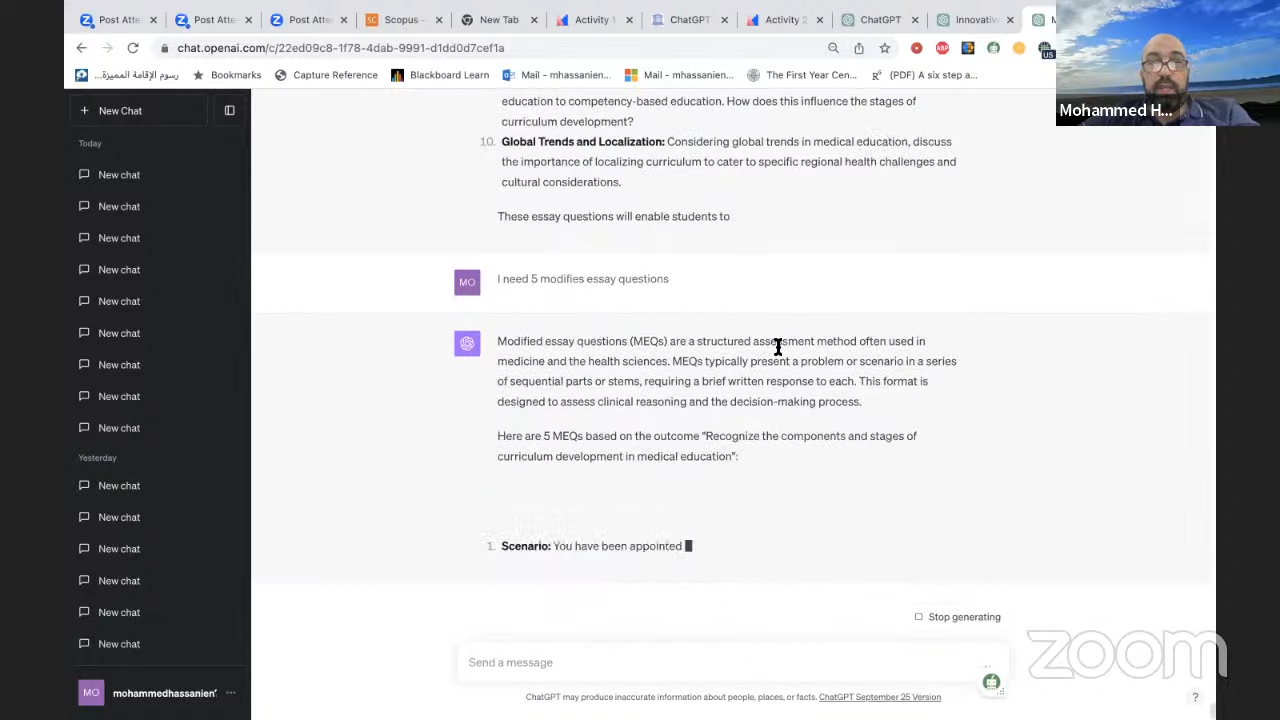 Post Atte
Post Atte
Post Atte
Scopus -
New Tab
Activity 1
ChatGPT
Activity 2
ChatGPT
Innovativ
chat.openai.com/c/22ed09c8-1f78-4dab-9991-d1dd0d7cef1a
ABP
US
رسوم الإقامة المميزة...
Bookmarks
Capture Reference
Blackboard Learn
Mail – mhassanien...
Mail – mhassanien...
The First Year Cen...
(PDF) A six step a...
Mohammed H...
New Chat
Today
New chat
New chat
New chat
New chat
New chat
New chat
New chat
New chat
New chat
Yesterday
New chat
New chat
New chat
New chat
New chat
New chat
MO
mohammedhassanien'
education to competency-based education. How does this influence the stages of
curriculum development?
10. Global Trends and Localization: Considering global trends in medical education, discuss
the importance of localizing curriculum to cater to specific regional health challenges and
cultural considerations.
These essay questions will enable students to
MO
I need 5 modifies essay questions
Modified essay questions (MEQs) are a structured assessment method often used in
medicine and the health sciences. MEQs typically present a problem or scenario in a series
of sequential parts or stems, requiring a brief written response to each. This format is
designed to assess clinical reasoning and the decision-making process.
Here are 5 MEQs based on the outcome "Recognize the components and stages of
curriculum development in medical education":
1. Scenario: You have been appointed
Stop generating
Send a message
ChatGPT may produce inaccurate information about people, places, or facts. ChatGPT September 25 Version
zoom
?